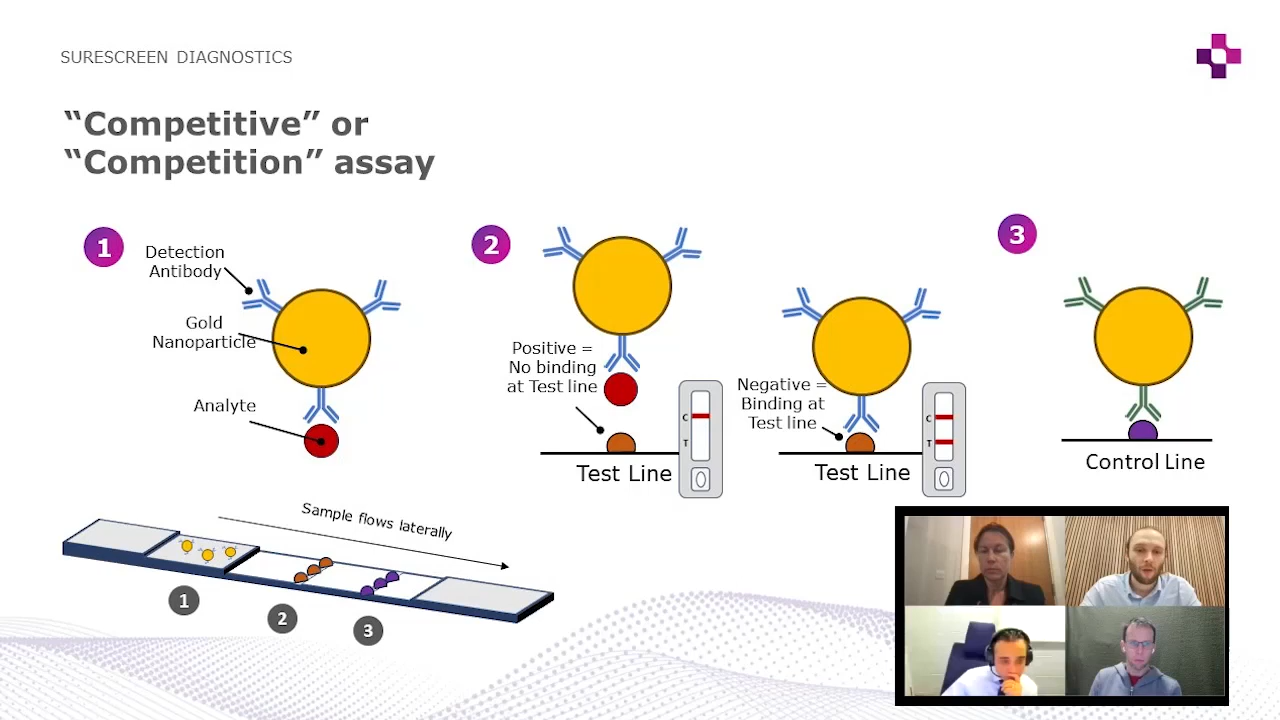 SURESCREEN DIAGNOSTICS
“Competitive” or
“Competition” assay
1
Detection
Antibody
Gold
Nanoparticle
Analyte
2
Positive =
No binding
at Test line
C
T
Test Line
Negative =
Binding at
Test line
C
T
Test Line
3
Control Line
Sample flows laterally
1
2
3